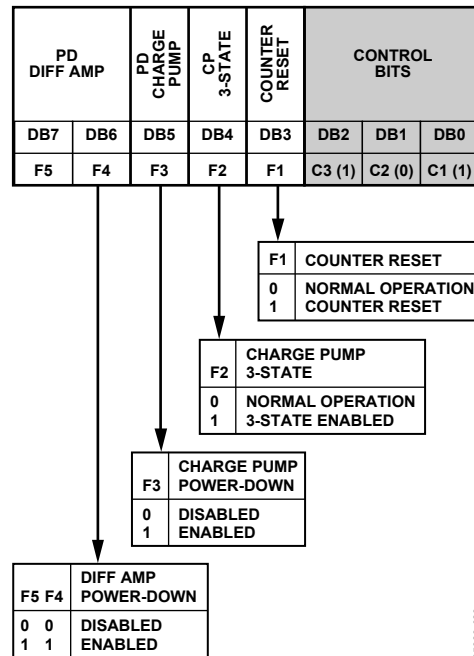 PD DIFF AMP PD CHARGE PUMP CP 3-STATE COUNTER RESET CONTROL BITS
DB7 DB6 DB5 DB4 DB3 DB2 DB1 DB0
F5 F4 F3 F2 F1 C3 (1) C2 (0) C1 (1)
F1 COUNTER RESET
0 NORMAL OPERATION
1 COUNTER RESET
CHARGE PUMP
F2 3-STATE
0 NORMAL OPERATION
1 3-STATE ENABLED
CHARGE PUMP
F3 POWER-DOWN
0 DISABLED
1 ENABLED
DIFF AMP
F5 F4 POWER-DOWN
0 0 DISABLED
1 1 ENABLED